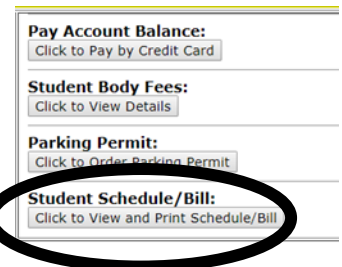 Pay Account Balance:
Click to Pay by Credit Card
Student Body Fees:
Click to View Details
Parking Permit:
Click to Order Parking Permit
Student Schedule/Bill:
Click to View and Print Schedule/Bill